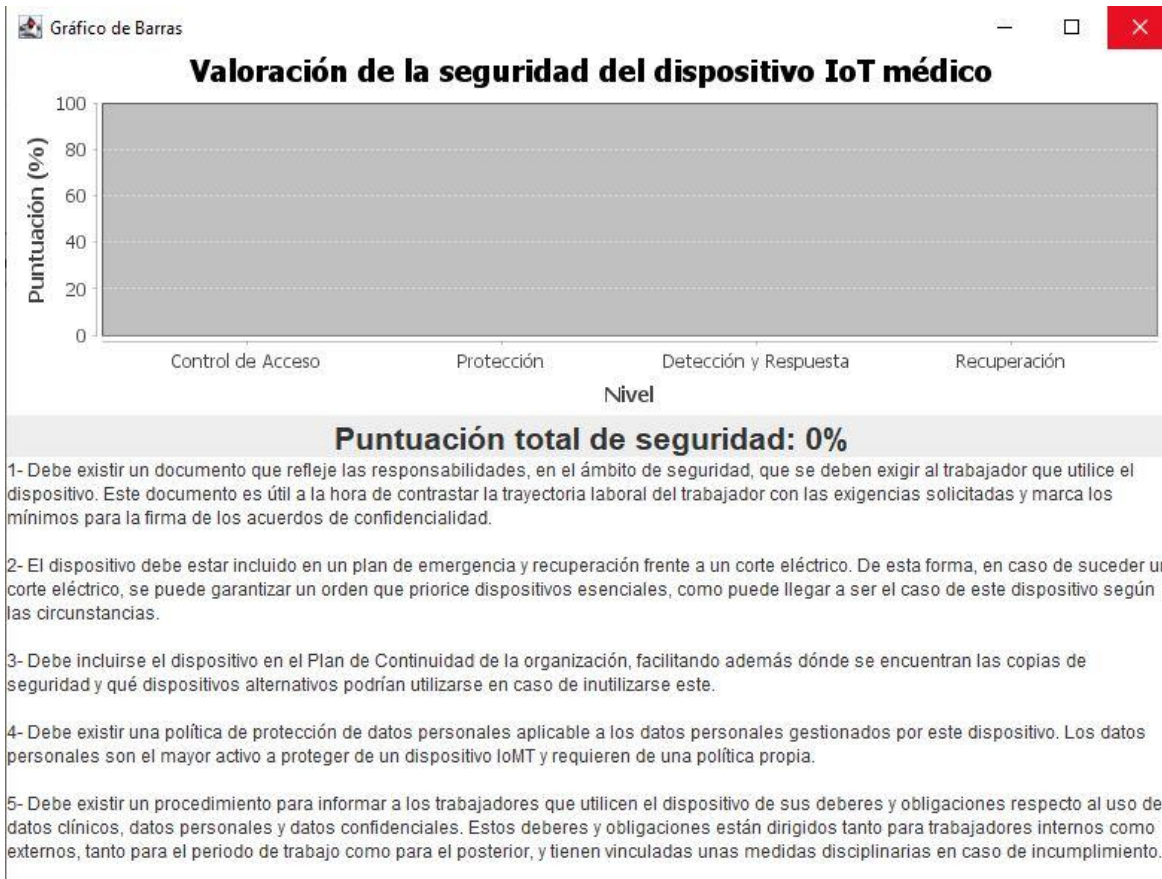 Gráfico de Barras
Valoración de la seguridad del dispositivo IoT médico
Puntuación (%)
100
80
60
40
20
0
Control de Acceso Protección Detección y Respuesta Recuperación
Nivel
Puntuación total de seguridad: 0%
1- Debe existir un documento que refleje las responsabilidades, en el ámbito de seguridad, que se deben exigir al trabajador que utilice el
dispositivo. Este documento es útil a la hora de contrastar la trayectoria laboral del trabajador con las exigencias solicitadas y marca los
mínimos para la firma de los acuerdos de confidencialidad.
2- El dispositivo debe estar incluido en un plan de emergencia y recuperación frente a un corte eléctrico. De esta forma, en caso de suceder
corte eléctrico, se puede garantizar un orden que priorice dispositivos esenciales, como puede llegar a ser el caso de este dispositivo según
las circunstancias.
3- Debe incluirse el dispositivo en el Plan de Continuidad de la organización, facilitando además dónde se encuentran las copias de
seguridad y qué dispositivos alternativos podrían utilizarse en caso de inutilizarse este.
4- Debe existir una política de protección de datos personales aplicable a los datos personales gestionados por este dispositivo. Los datos
personales son el mayor activo a proteger de un dispositivo IoMT y requieren de una política propia.
5- Debe existir un procedimiento para informar a los trabajadores que utilicen el dispositivo de sus deberes y obligaciones respecto al uso de
datos clínicos, datos personales y datos confidenciales. Estos deberes y obligaciones están dirigidos tanto para trabajadores internos como
externos, tanto para el periodo de trabajo como para el posterior, y tienen vinculadas unas medidas disciplinarias en caso de incumplimiento.